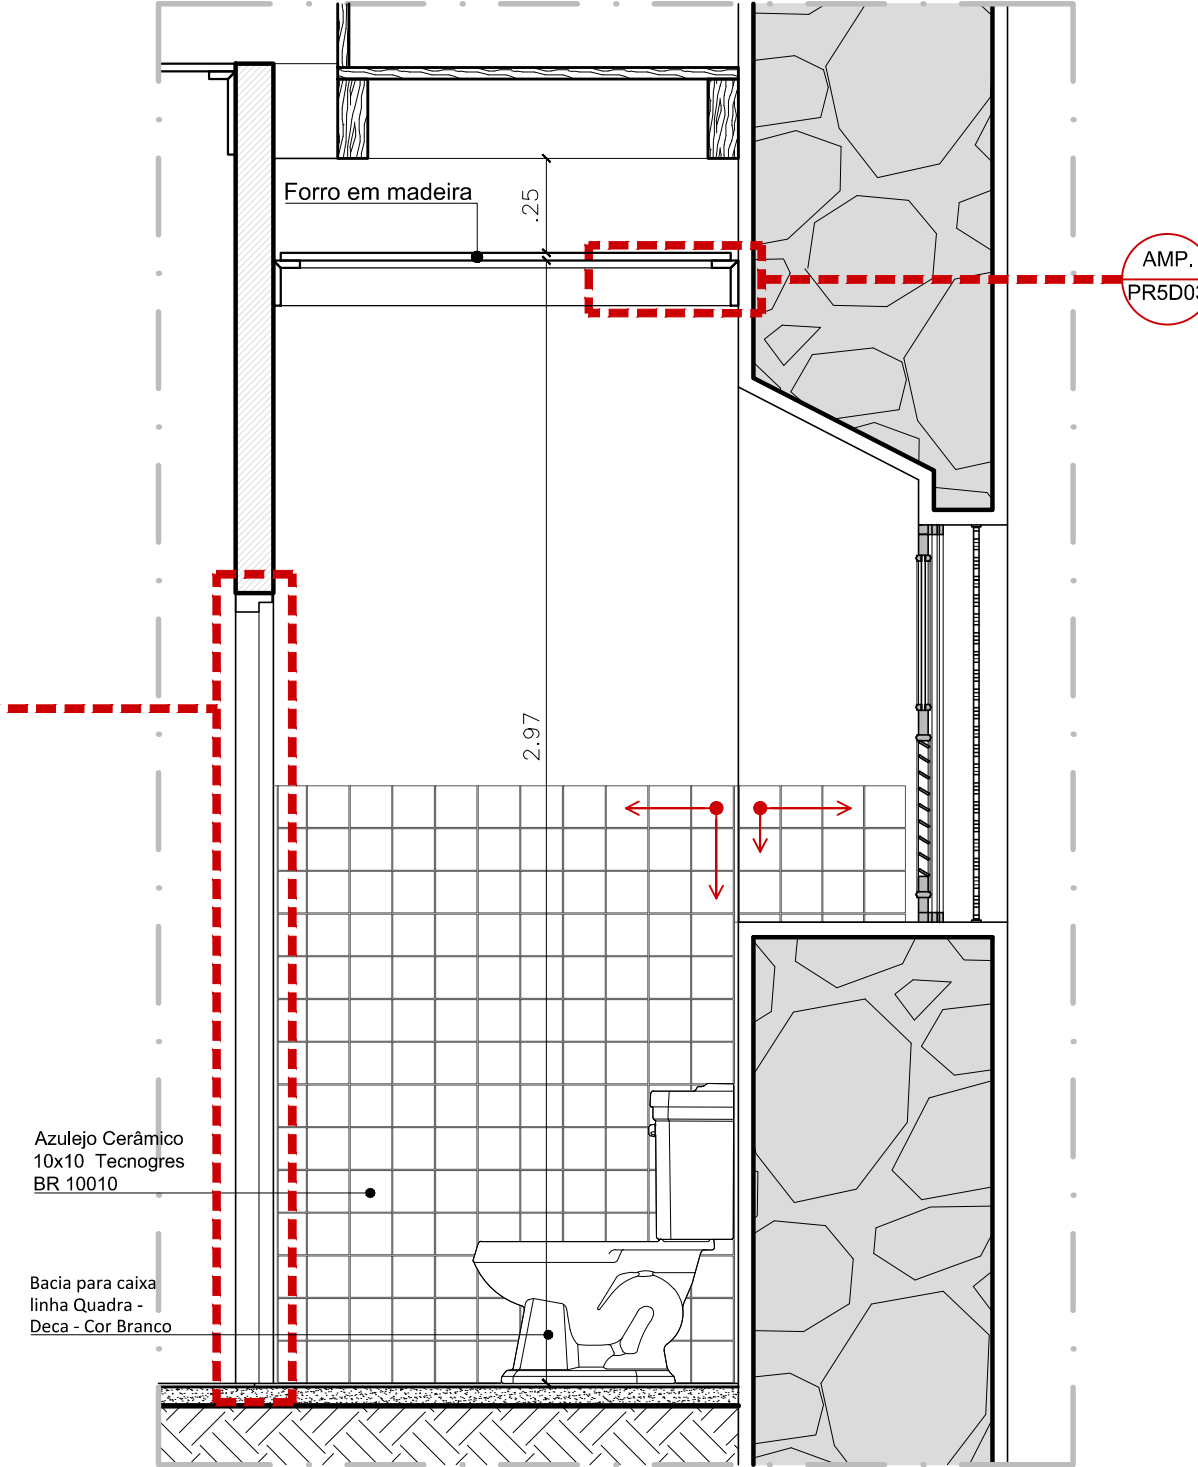 Forro em madeira
.25
AMP.
PR5D03
2.97
Azulejo Cerâmico
10x10 Tecnogres
BR 10010
Bacia para caixa
linha Quadra -
Deca - Cor Branco